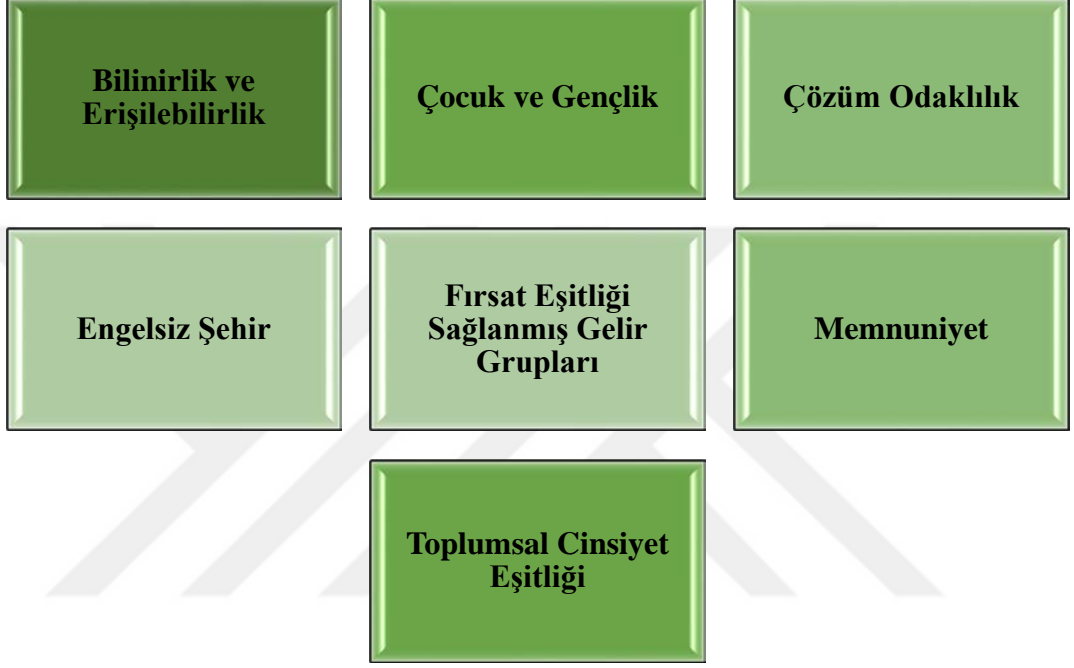 Bilinirlik ve
Erişilebilirlik
Çocuk ve Gençlik
Çözüm Odaklılık
Engelsiz Şehir
Fırsat Eşitliği
Sağlanmış Gelir
Grupları
Memnuniyet
Toplumsal Cinsiyet
Eşitliği